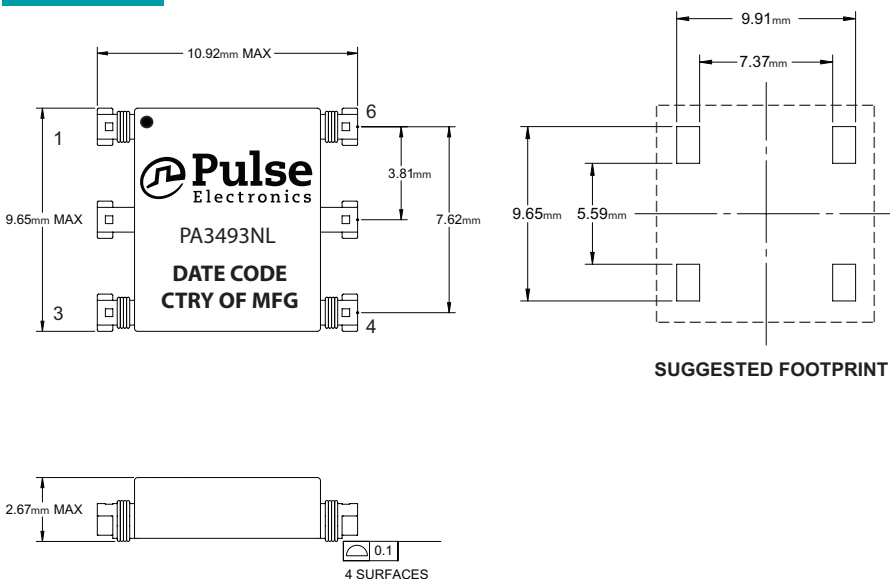 10.92mm MAX
1
6
Pulse
Electronics
PA3493NL
DATE CODE
CTRY OF MFG
9.65mm MAX
3
4
3.81mm
7.62mm
9.91mm
7.37mm
9.65mm
5.59mm
SUGGESTED FOOTPRINT
2.67mm MAX
0.1
4 SURFACES